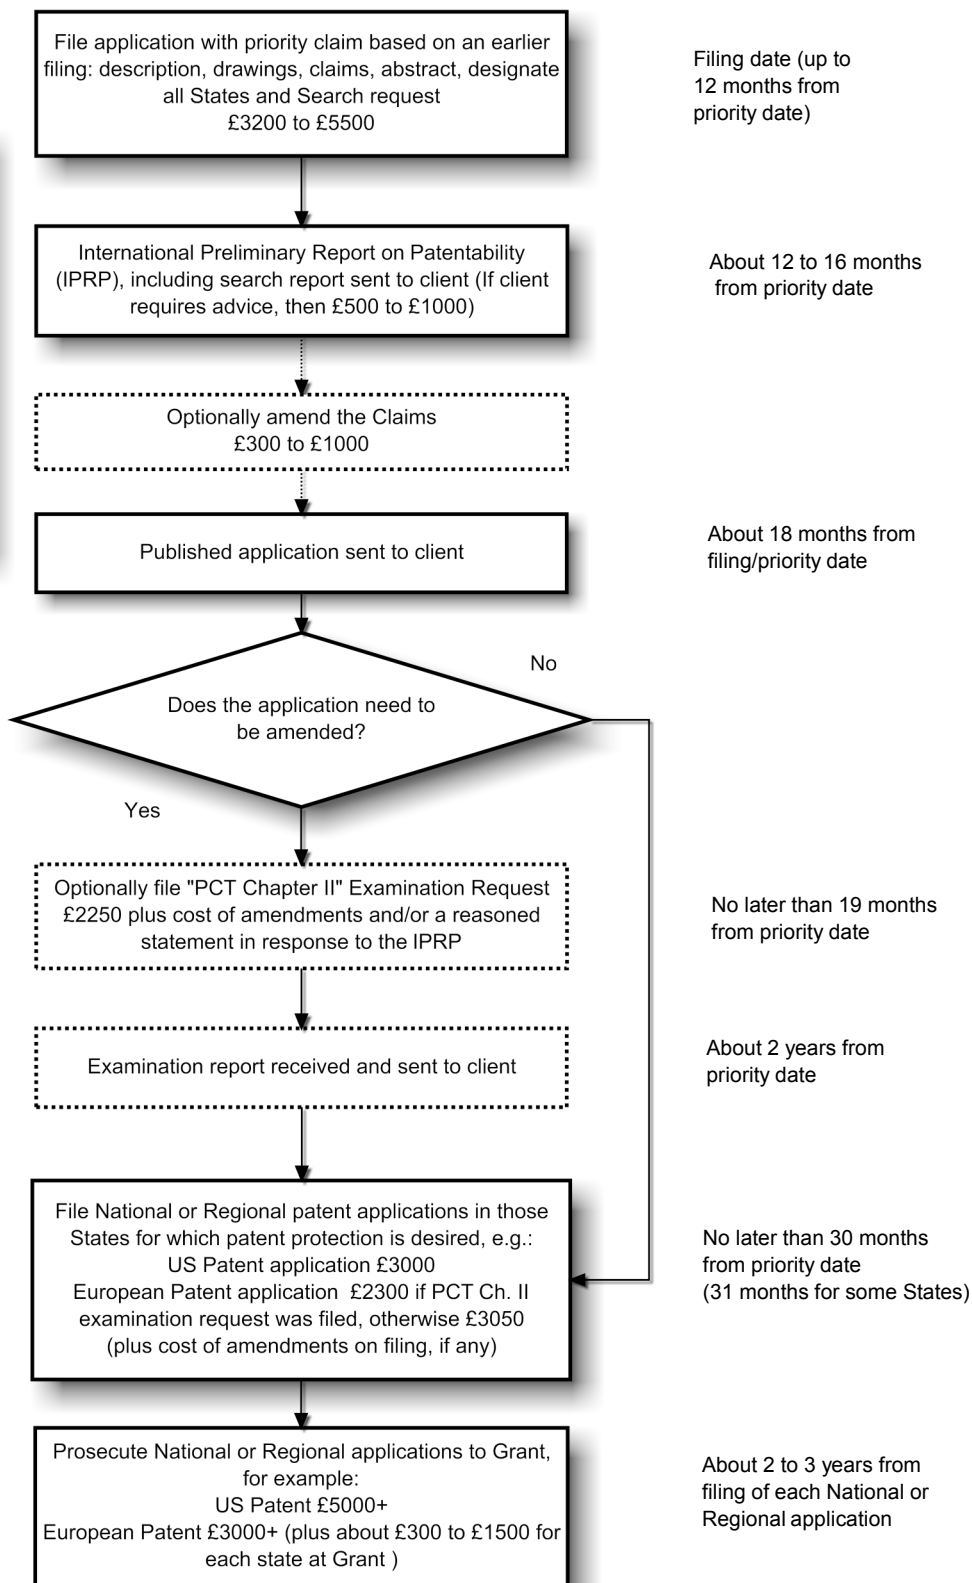 File application with priority claim based on an earlier
filing: description, drawings, claims, abstract, designate
all States and Search request
£3200 to £5500
Filing date (up to
12 months from
priority date)
International Preliminary Report on Patentability
(IPRP), including search report sent to client (If client
requires advice, then £500 to £1000)
About 12 to 16 months
from priority date
Optionally amend the Claims
£300 to £1000
Published application sent to client
About 18 months from
filing/priority date
Does the application need to
be amended?
No
Yes
Optionally file "PCT Chapter II" Examination Request
£2250 plus cost of amendments and/or a reasoned
statement in response to the IPRP
No later than 19 months
from priority date
Examination report received and sent to client
About 2 years from
priority date
File National or Regional patent applications in those
States for which patent protection is desired, e.g.:
US Patent application £3000
European Patent application £2300 if PCT Ch. II
examination request was filed, otherwise £3050
(plus cost of amendments on filing, if any)
No later than 30 months
from priority date
(31 months for some States)
Prosecute National or Regional applications to Grant,
for example:
US Patent £5000+
European Patent £3000+ (plus about £300 to £1500 for
each state at Grant )
About 2 to 3 years from
filing of each National or
Regional application